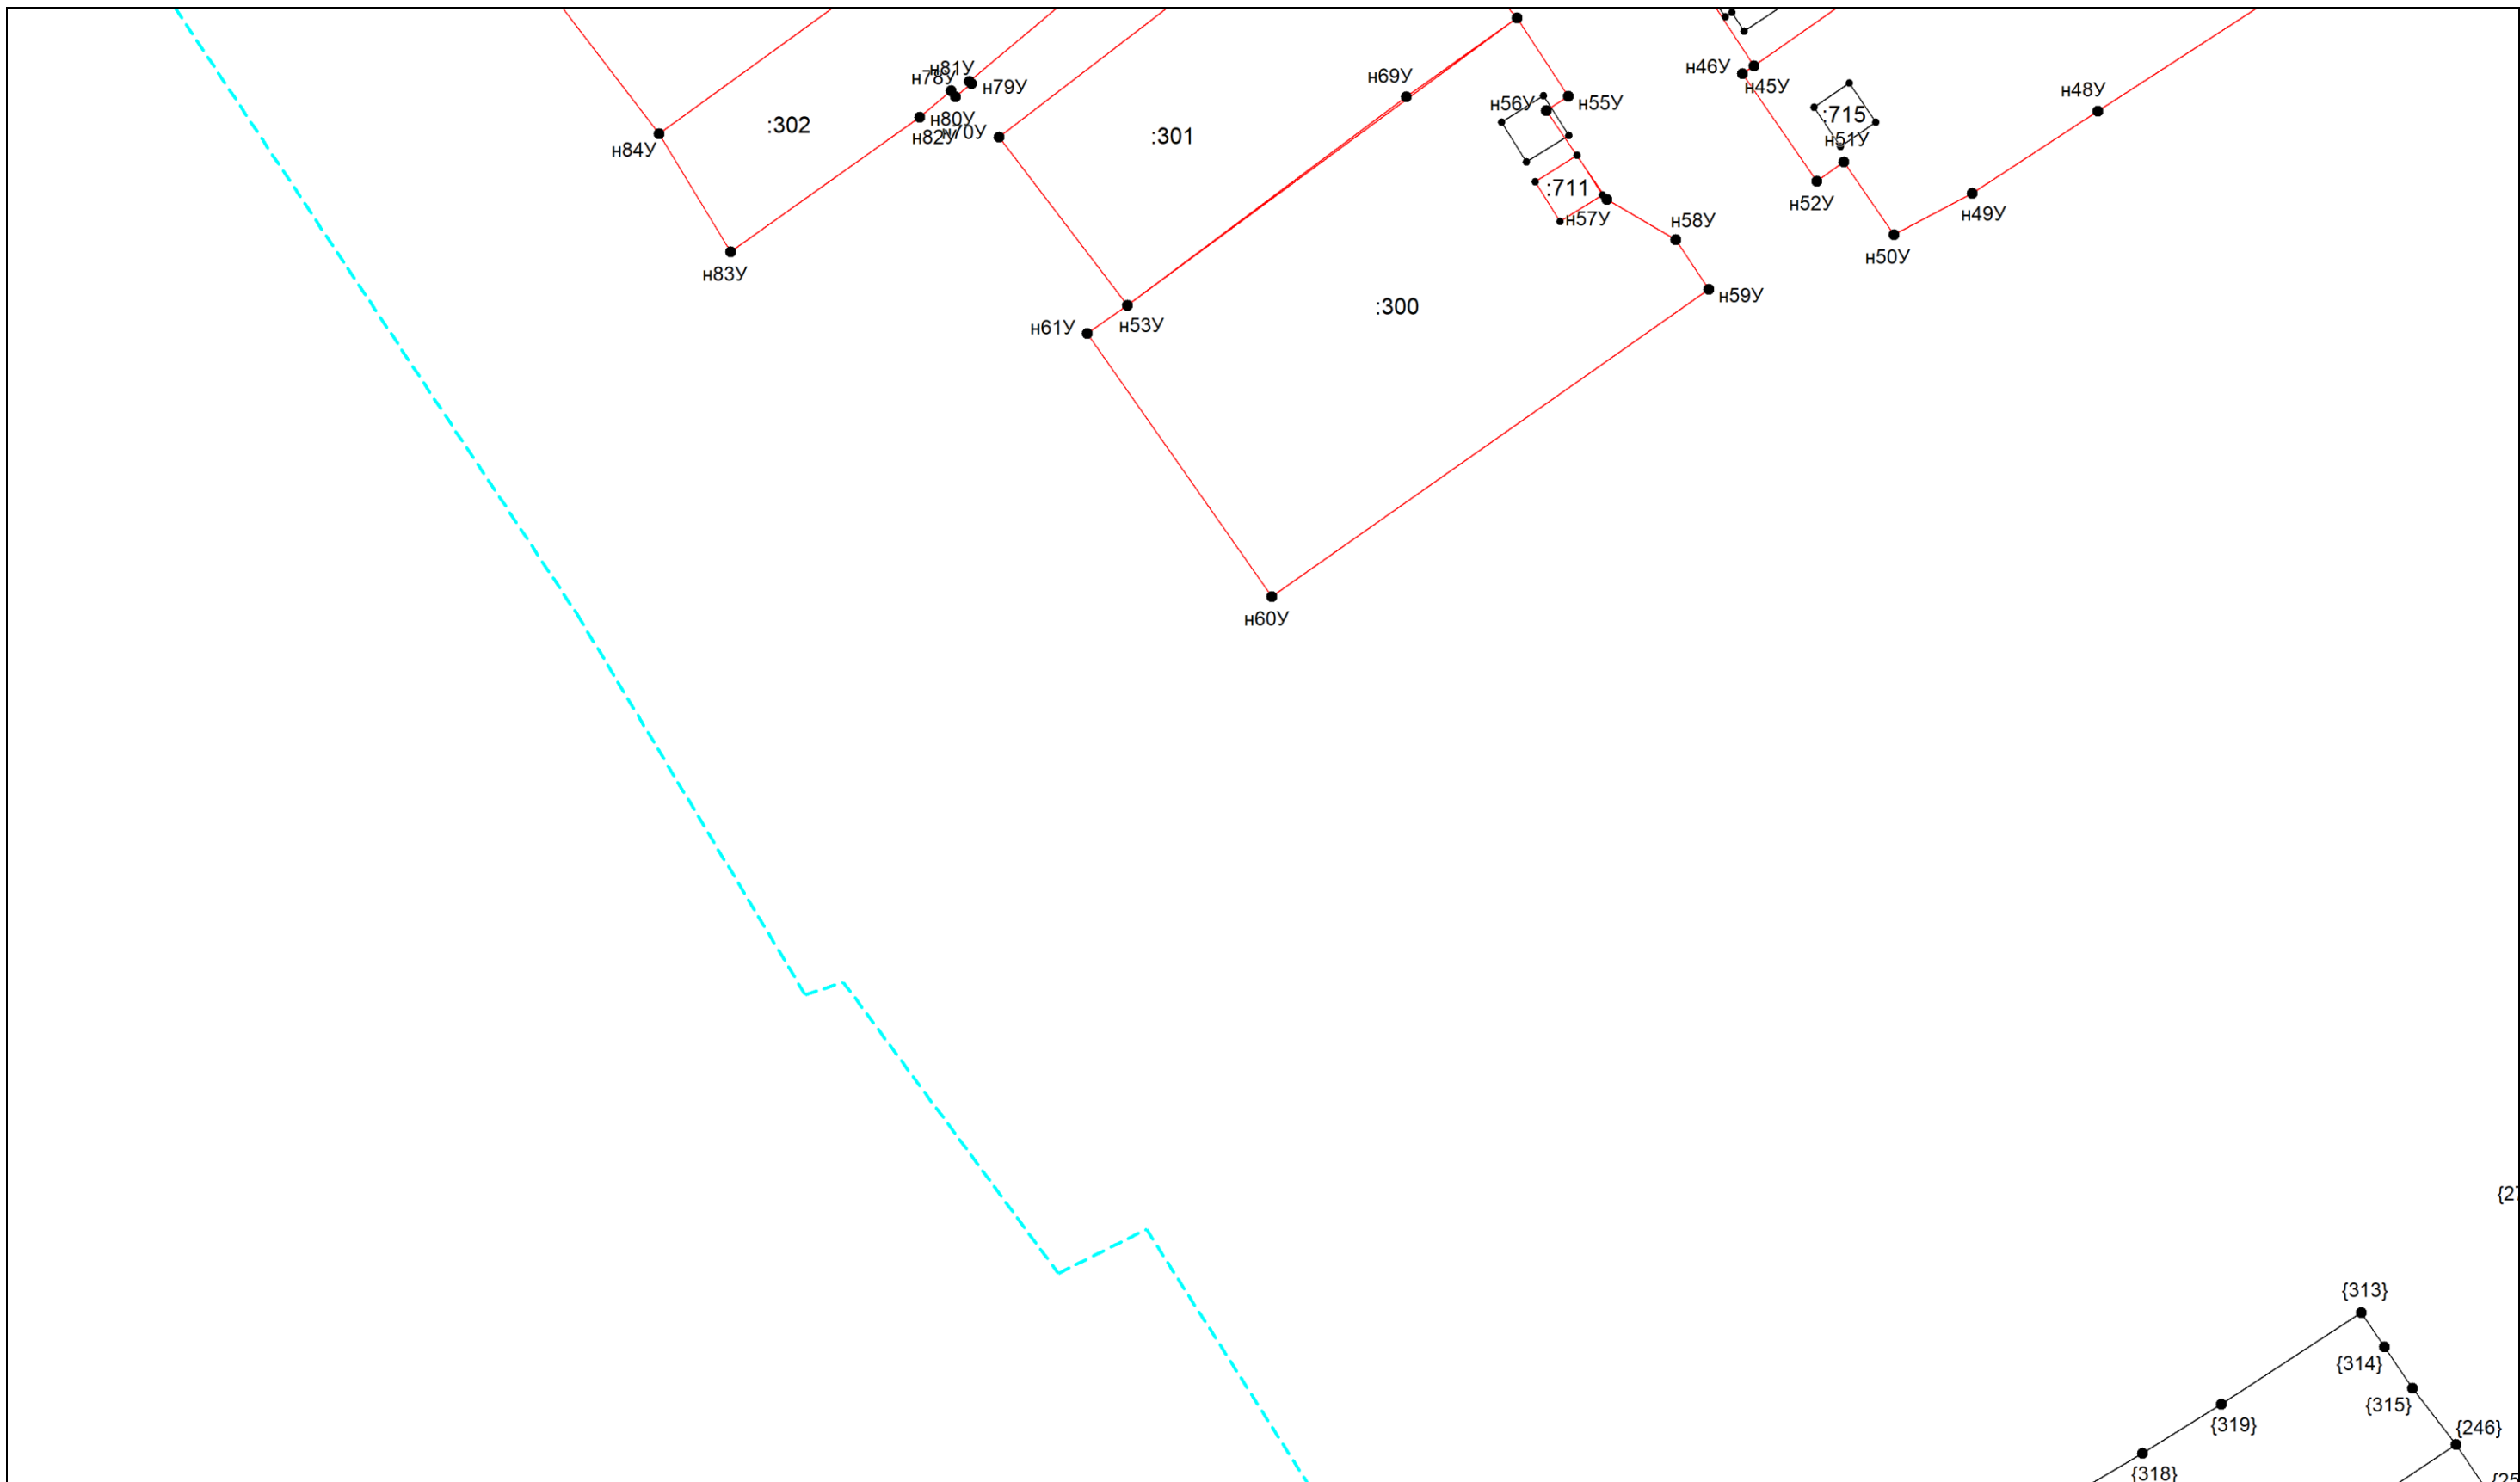 н81У
н78У
н79У
н80У
н82У
н70У
:302
н84У
н83У
:301
н69У
н56У
н55У
:711
н57У
н58У
н59У
:300
н61У
н53У
н60У
н46У
н45У
:715
н51У
н52У
н48У
н49У
н50У
{27
{313}
{314}
{315}
{319}
{246}
{318}